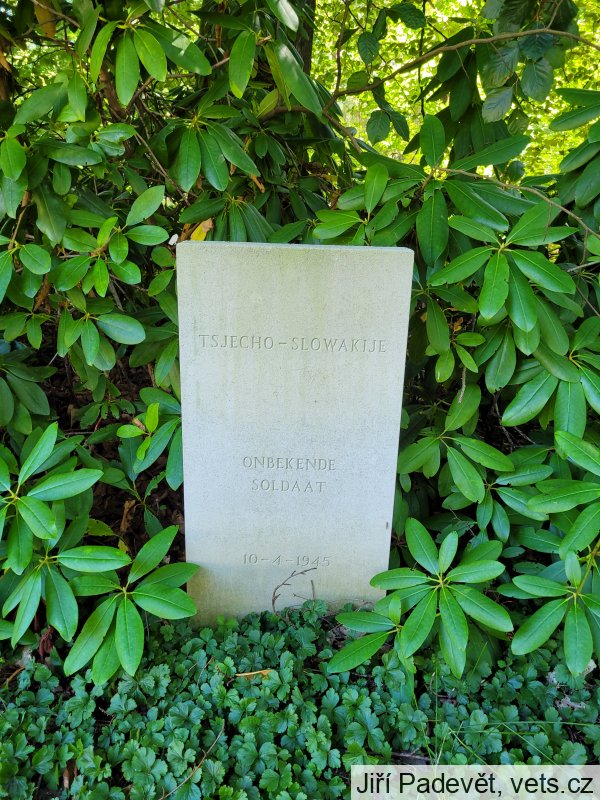 TSJECHO-SLOWAKIJE
ONBEKENDE
SOLDAAT
10-4-1945
Jiří Padevět, vets.cz